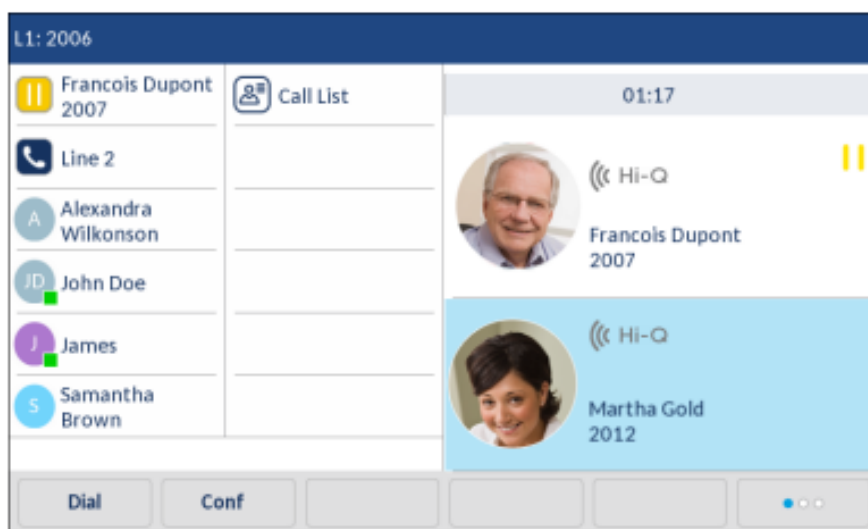 L1: 2006
Francois Dupont
2007
Call List
Line 2
A
Alexandra
Wilkonson
JD
John Doe
J
James
S
Samantha
Brown
01:17
Hi-Q
Francois Dupont
2007
Hi-Q
Martha Gold
2012
Dial
Conf